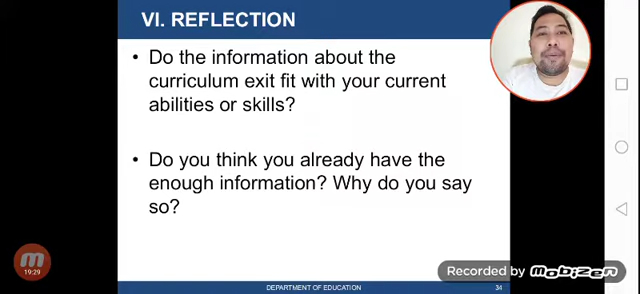 VI. REFLECTION
• Do the information about the
curriculum exit fit with your current
abilities or skills?
• Do you think you already have the
enough information? Why do you say
so?
19:29
Recorded by mobizen
DEPARTMENT OF EDUCATION 34